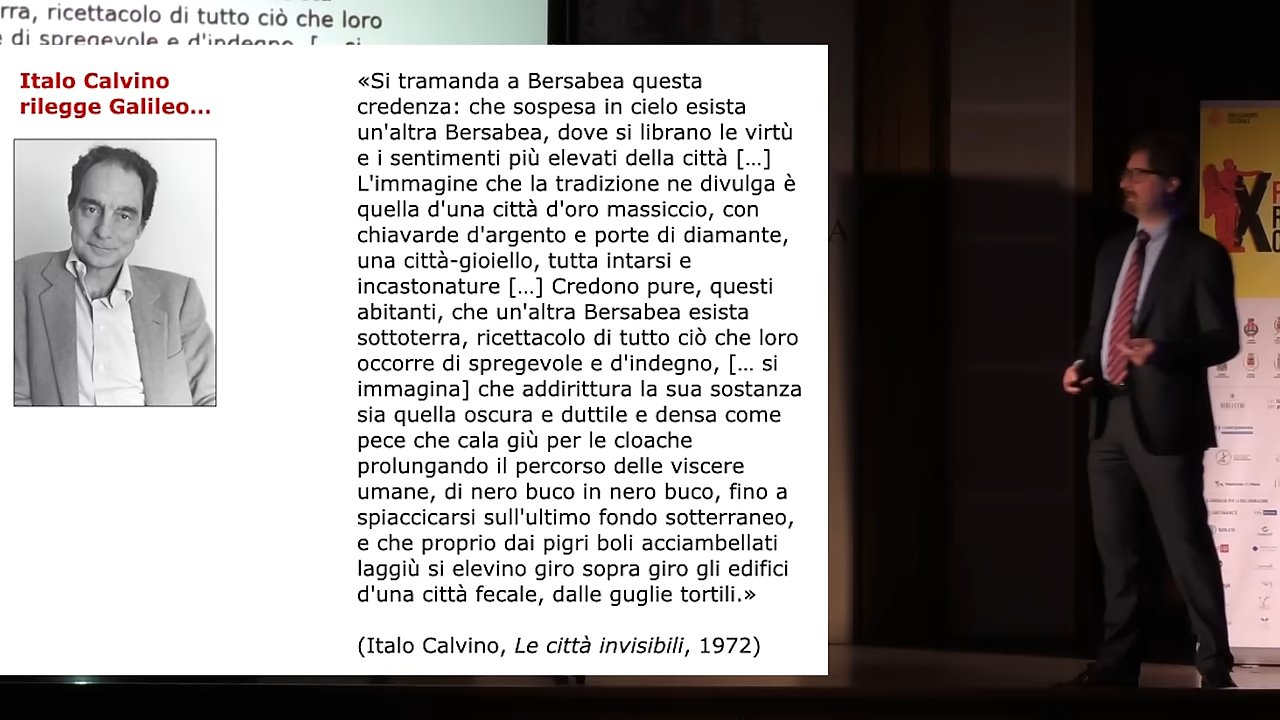 rra, ricettacolo di tutto ciò che loro
di spregevole e d'indegno, [… si
Italo Calvino
rilegge Galileo...
«Si tramanda a Bersabea questa
credenza: che sospesa in cielo esista
un'altra Bersabea, dove si librano le virtù
e i sentimenti più elevati della città […]
L'immagine che la tradizione ne divulga è
quella d'una città d'oro massiccio, con
chiavarde d'argento e porte di diamante,
una città-gioiello, tutta intarsi e
incastonature […] Credono pure, questi
abitanti, che un'altra Bersabea esista
sottoterra, ricettacolo di tutto ciò che loro
occorre di spregevole e d'indegno, [… si
immagina] che addirittura la sua sostanza
sia quella oscura e duttile e densa come
pece che cala giù per le cloache
prolungando il percorso delle viscere
umane, di nero buco in nero buco, fino a
spiaccicarsi sull'ultimo fondo sotterraneo,
e che proprio dai pigri boli acciambellati
laggiù si elevino giro sopra giro gli edifici
d'una città fecale, dalle guglie tortili.»
(Italo Calvino, Le città invisibili, 1972)
A
X